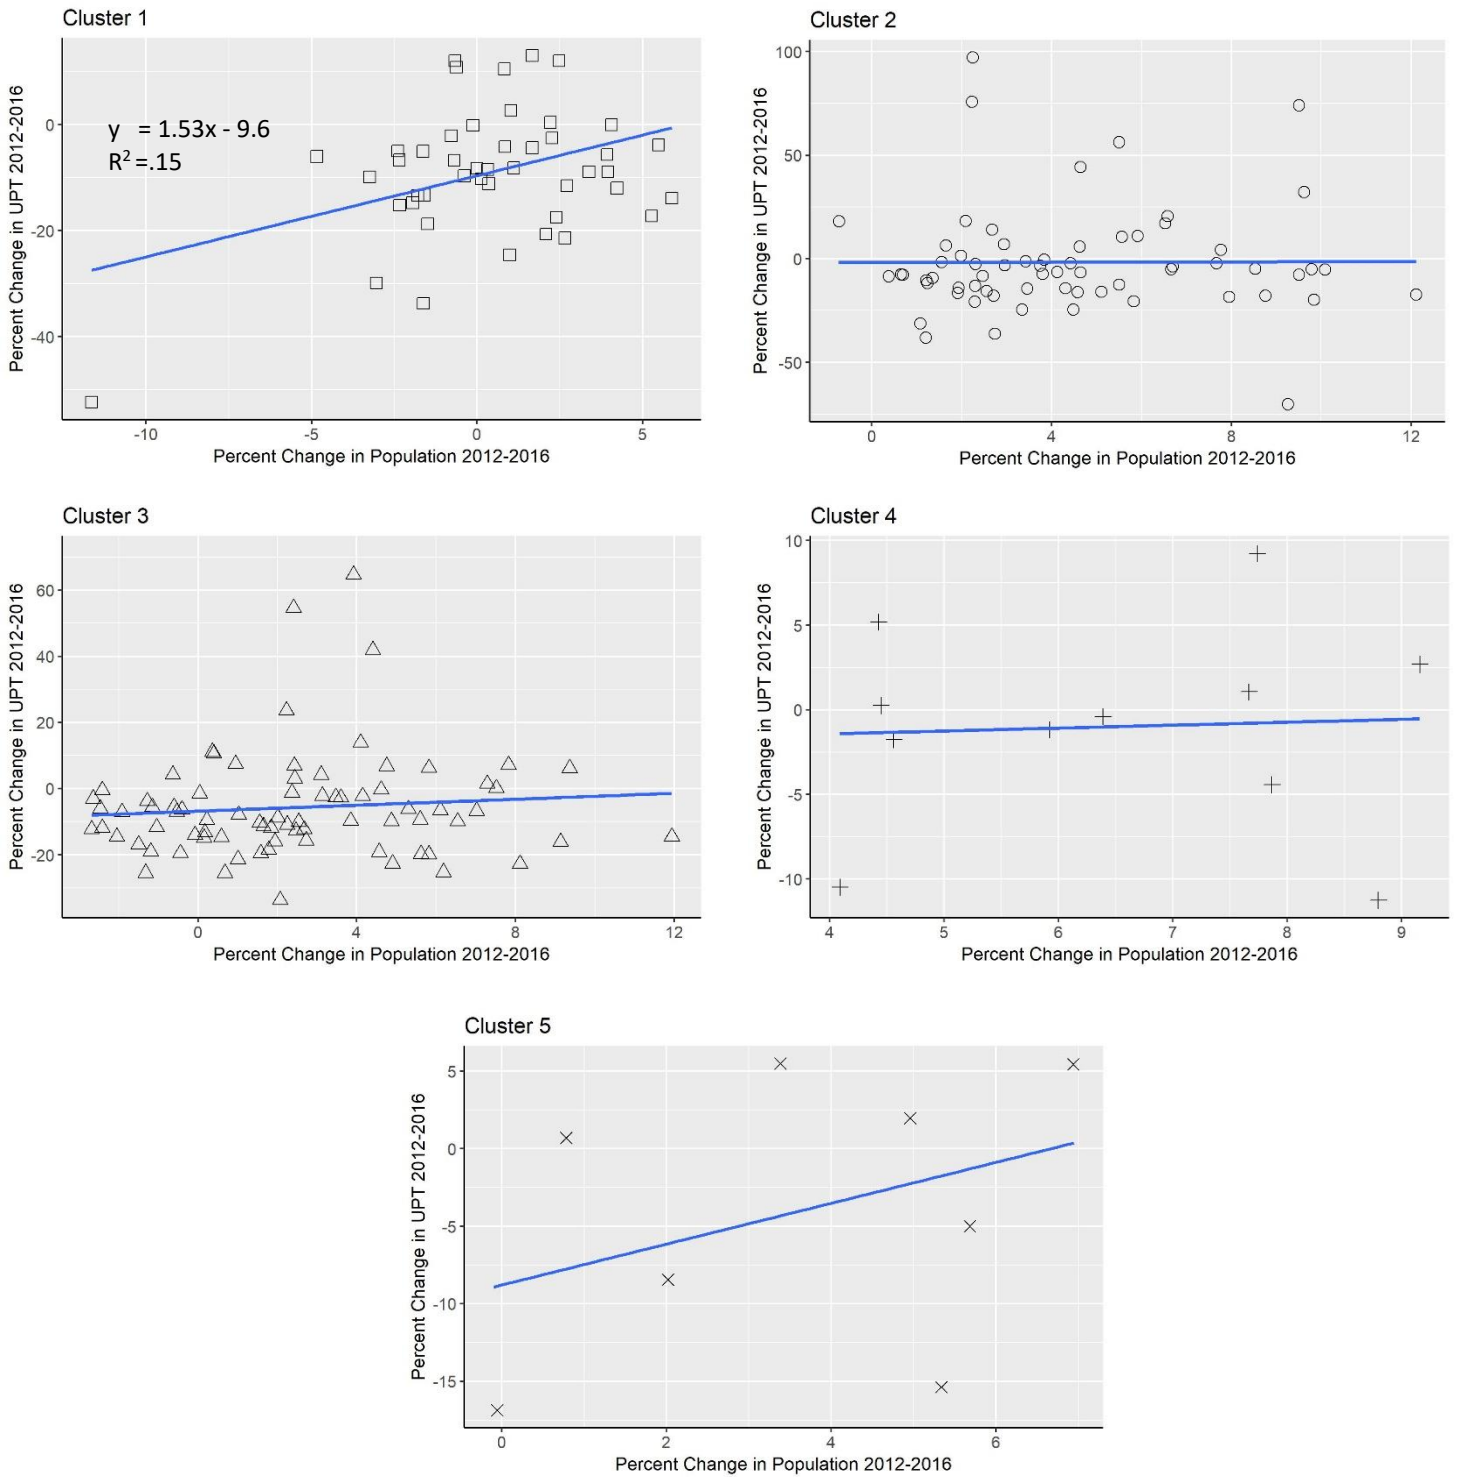 Cluster 1
Percent Change in UPT 2012-2016
0
-20
-40
y = 1.53x - 9.6
R² =.15
-10 -5 0 5
Percent Change in Population 2012-2016
Cluster 2
Percent Change in UPT 2012-2016
100
50
0
-50
0 4 8 12
Percent Change in Population 2012-2016
Cluster 3
Percent Change in UPT 2012-2016
60
40
20
0
-20
0 4 8 12
Percent Change in Population 2012-2016
Cluster 4
Percent Change in UPT 2012-2016
10
5
0
-5
-10
4 5 6 7 8 9
Percent Change in Population 2012-2016
Cluster 5
Percent Change in UPT 2012-2016
5
0
-5
-10
-15
0 2 4 6
Percent Change in Population 2012-2016